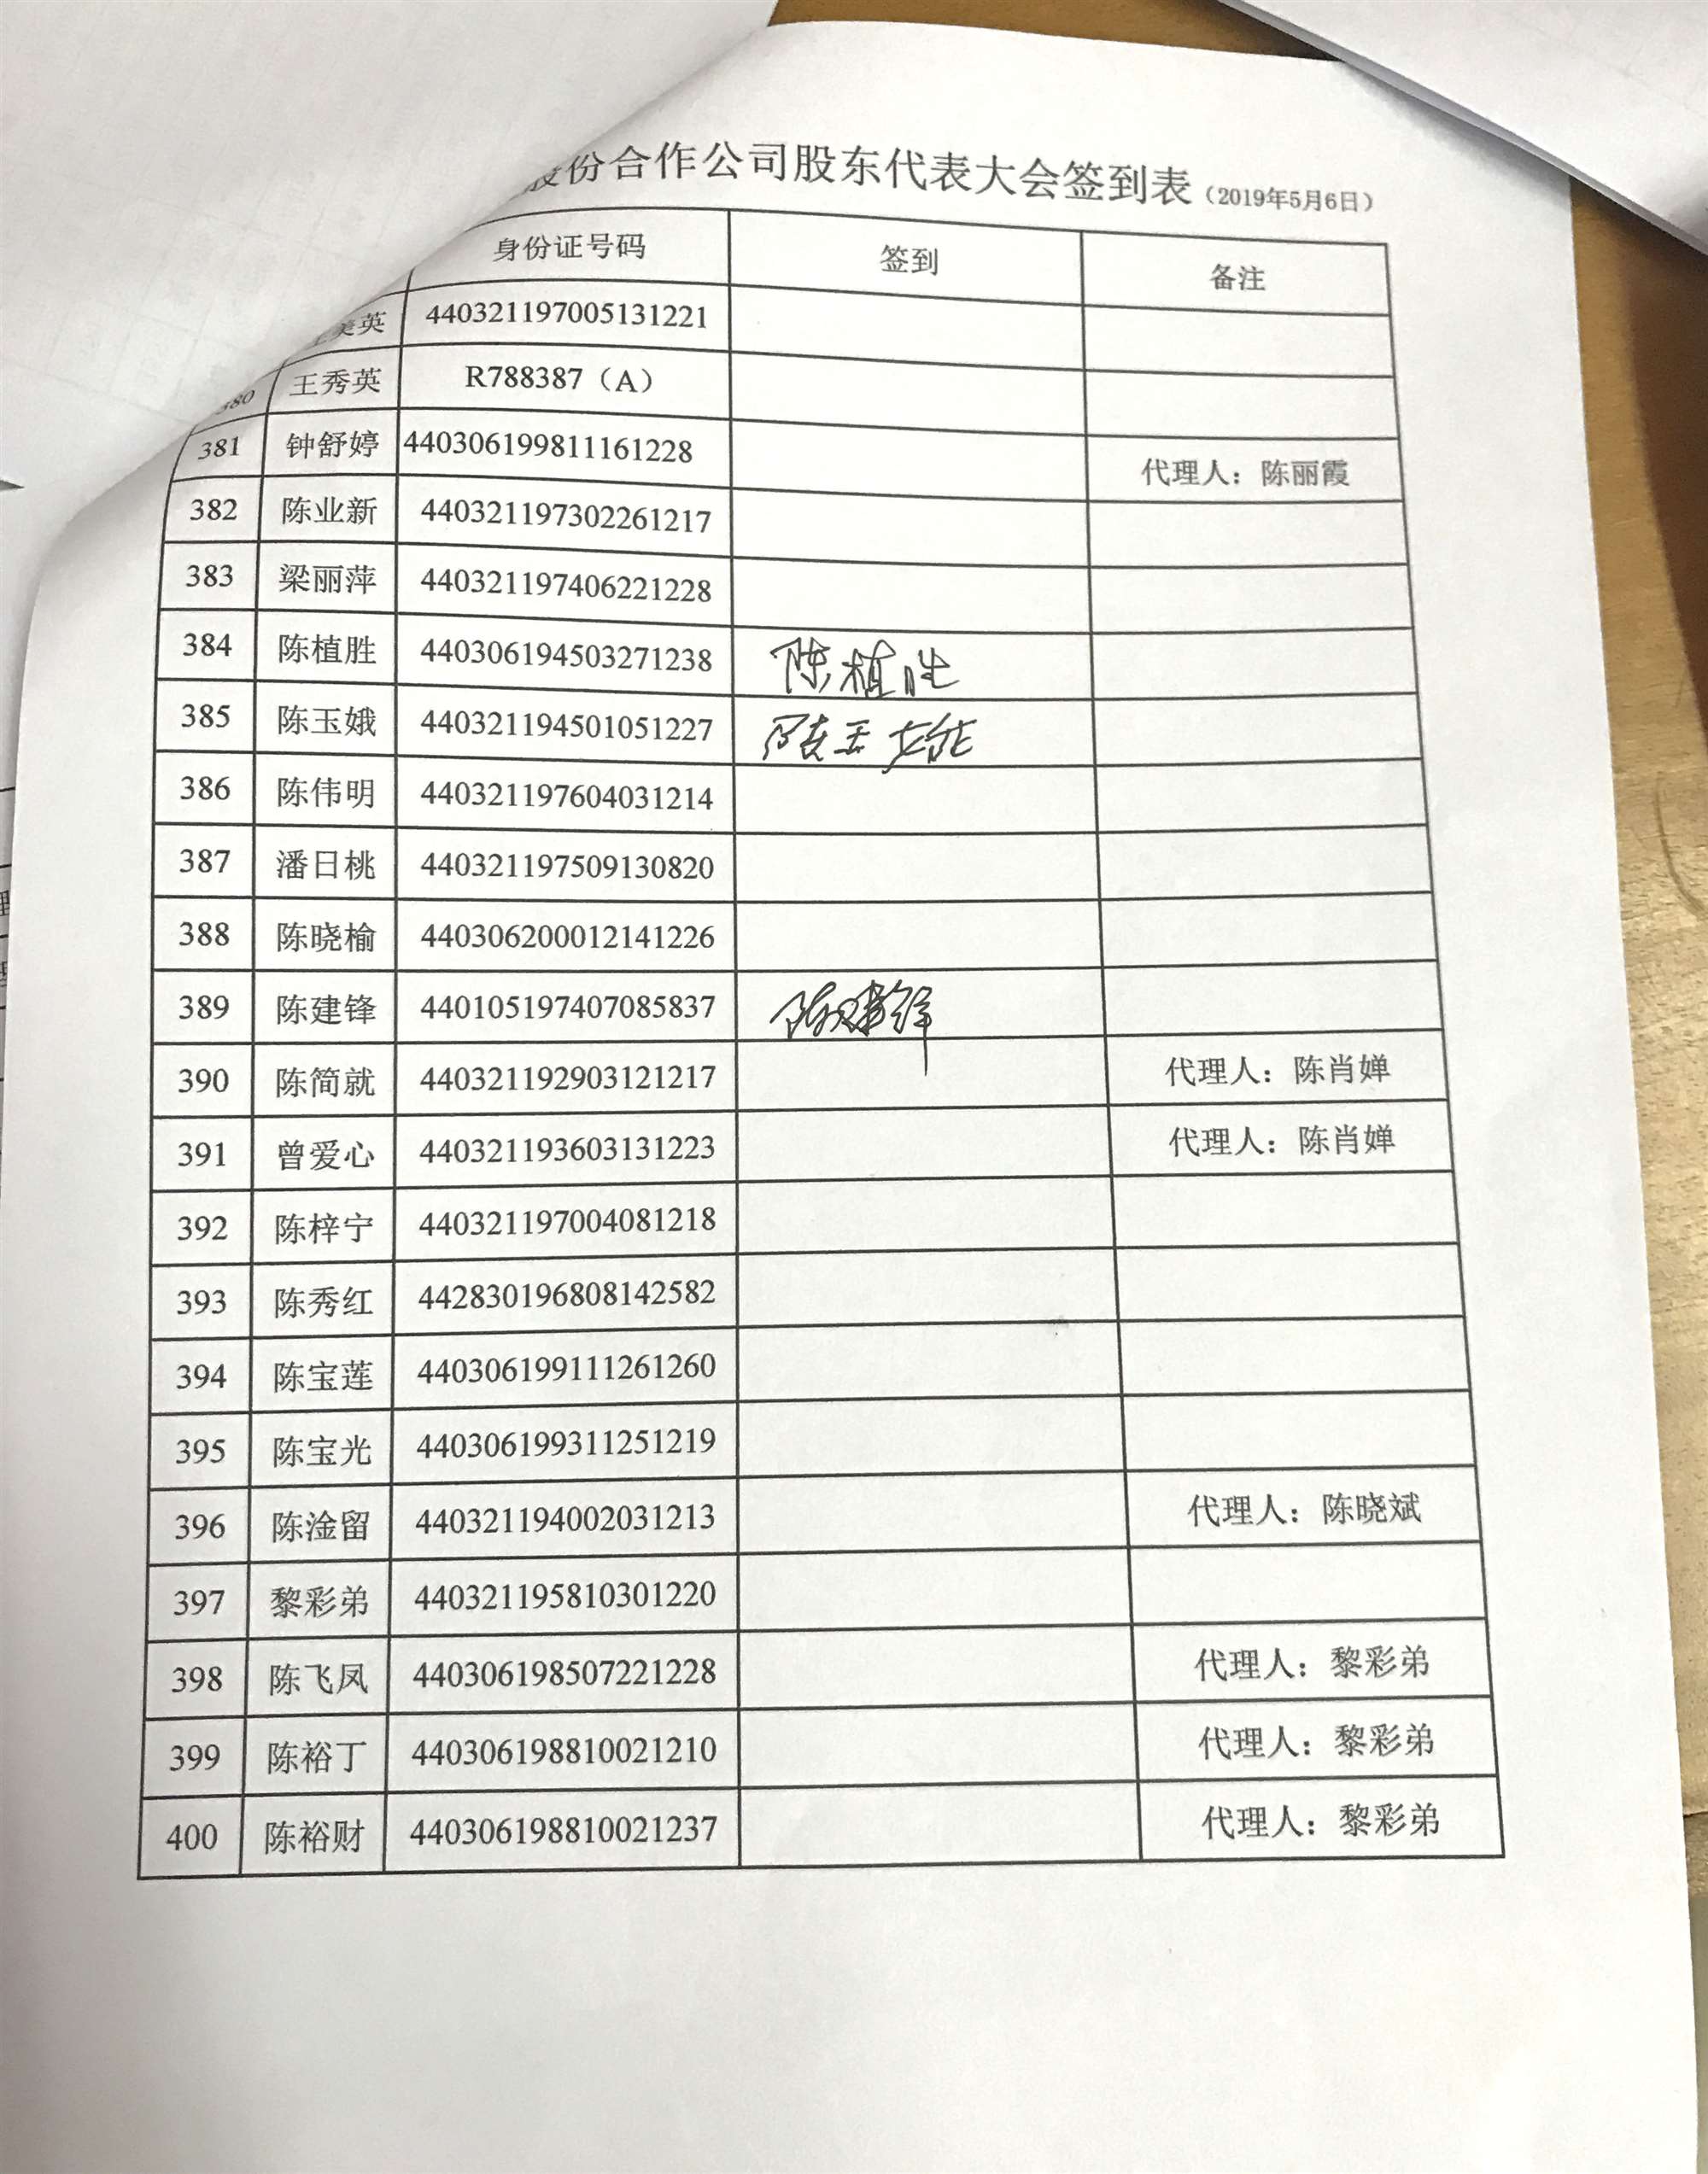 股份合作公司股东代表大会签到表（2019年5月6日）
身份证号码 签到 备注
美英 440321197005131221
380 王秀英 R788387（A）
381 钟舒婷 440306199811161228 代理人：陈丽霞
382 陈业新 440321197302261217
383 梁丽萍 440321197406221228
384 陈植胜 440306194503271238 陈植胜
385 陈玉娥 440321194501051227 陈玉娥
386 陈伟明 440321197604031214
387 潘日桃 440321197509130820
388 陈晓榆 440306200012141226
389 陈建锋 440105197407085837 陈建锋
390 陈简就 440321192903121217 代理人：陈肖婵
391 曾爱心 440321193603131223 代理人：陈肖婵
392 陈梓宁 440321197004081218
393 陈秀红 442830196808142582
394 陈宝莲 440306199111261260
395 陈宝光 440306199311251219
396 陈淦留 440321194002031213 代理人：陈晓斌
397 黎彩弟 440321195810301220
398 陈飞凤 440306198507221228 代理人：黎彩弟
399 陈裕丁 440306198810021210 代理人：黎彩弟
400 陈裕财 440306198810021237 代理人：黎彩弟